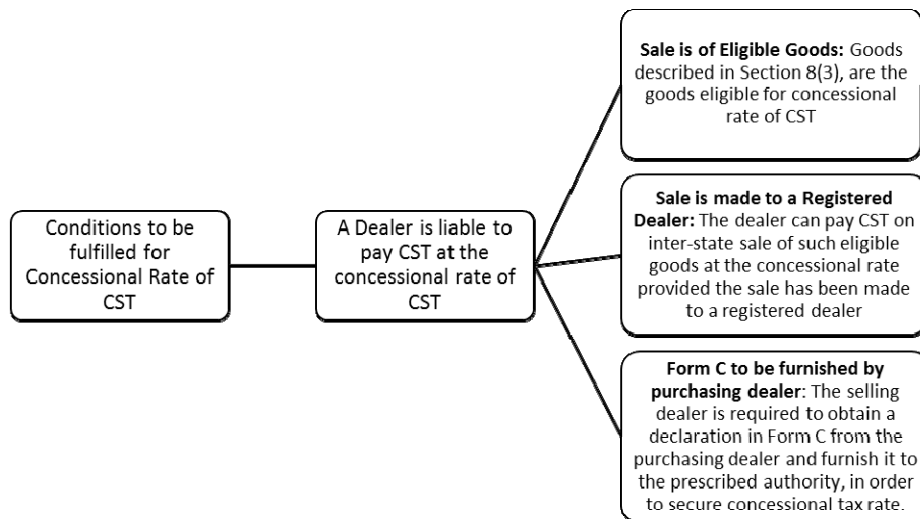 Conditions to be
fulfilled for
Concessional Rate of
CST
A Dealer is liable to
pay CST at the
concessional rate of
CST
Sale is of Eligible Goods: Goods
described in Section 8(3), are the
goods eligible for concessional
rate of CST
Sale is made to a Registered
Dealer: The dealer can pay CST on
inter-state sale of such eligible
goods at the concessional rate
provided the sale has been made
to a registered dealer
Form C to be furnished by
purchasing dealer: The selling
dealer is required to obtain a
declaration in Form C from the
purchasing dealer and furnish it to
the prescribed authority, in order
to secure concessional tax rate.